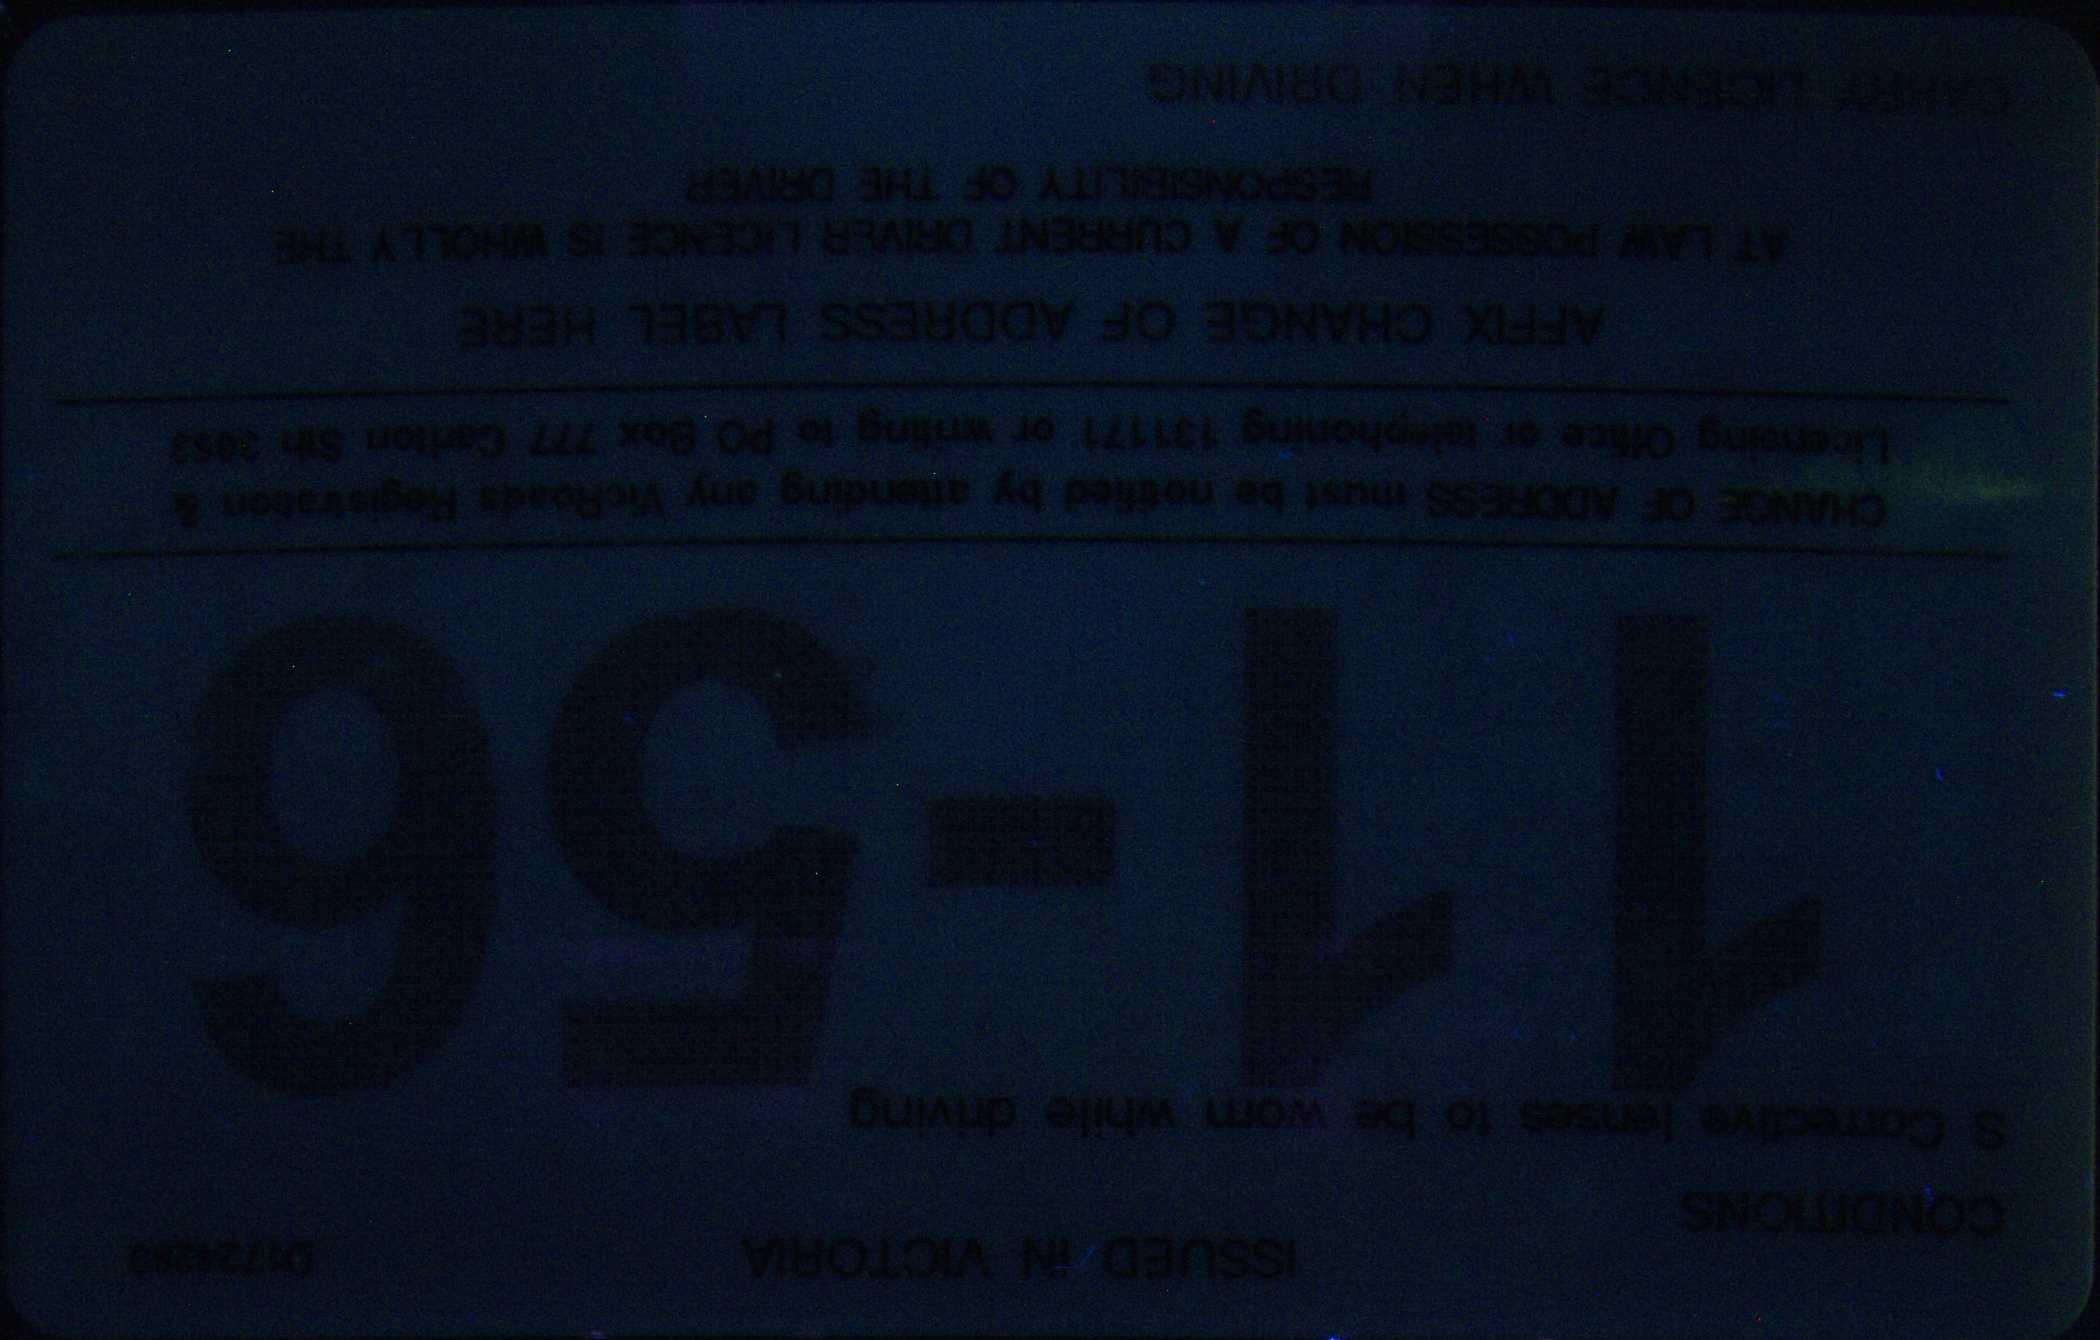 ISSUED IN VICTORIA
CONDITIONS
S Corrective lenses to be worn while driving
11-56
CHANGE OF ADDRESS must be notified by attending any VicRoads Registration &
Licensing Office or telephoning 131171 or writing to PO Box 777 Carlton Sth 3053
AFFIX CHANGE OF ADDRESS LABEL HERE
AT LAW POSSESSION OF A CURRENT DRIVER LICENCE IS WHOLLY THE
RESPONSIBILITY OF THE DRIVER
CARRY LICENCE WHEN DRIVING